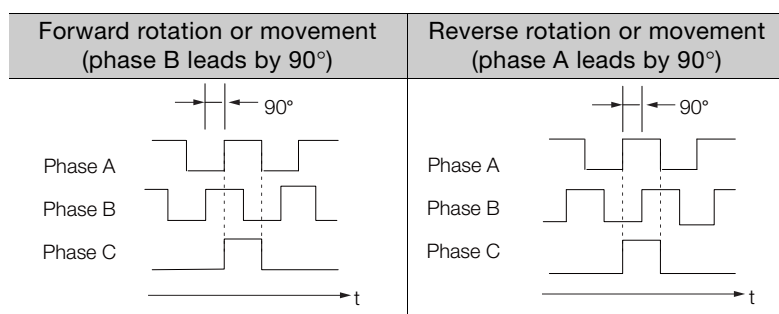 Forward rotation or movement
(phase B leads by 90°)
Reverse rotation or movement
(phase A leads by 90°)
90°
Phase A
Phase B
Phase C
t
90°
Phase A
Phase B
Phase C
t